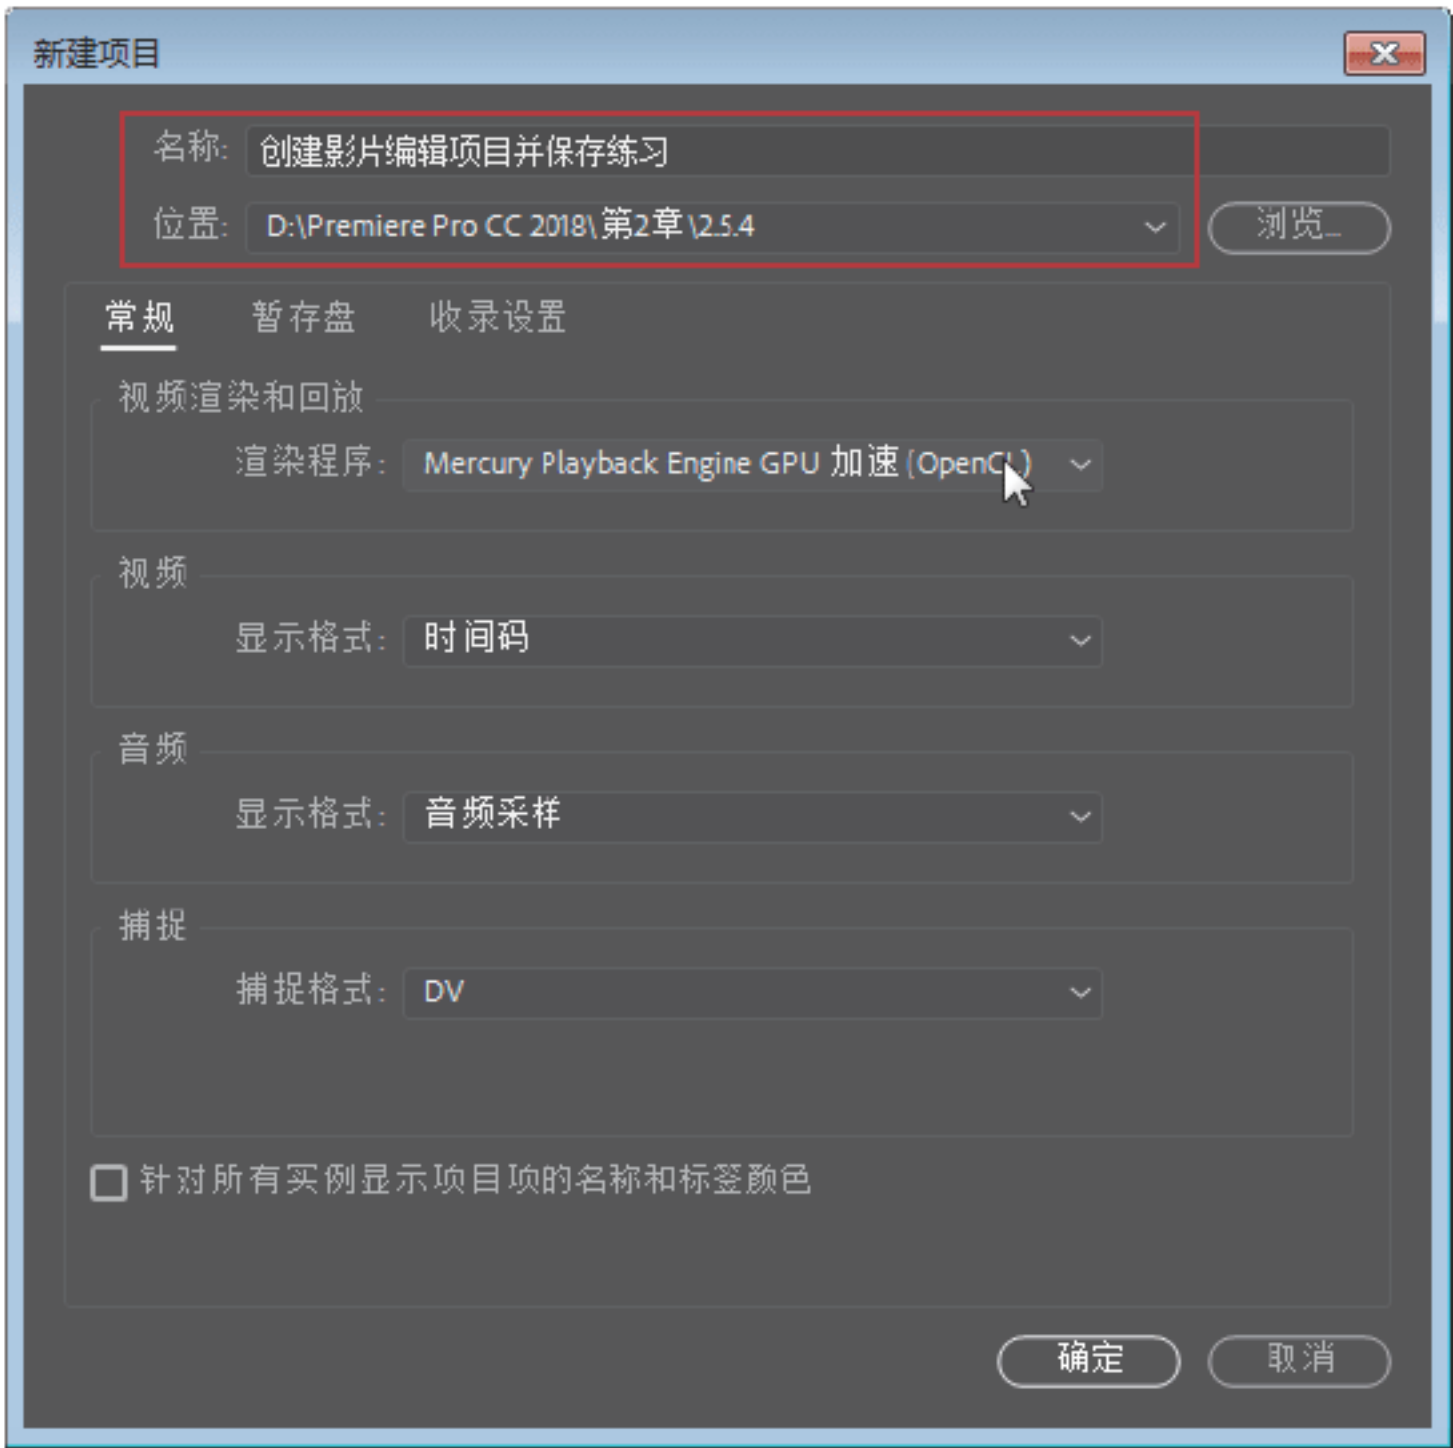 新建项目
名称: 创建影片编辑项目并保存练习
位置: D:\Premiere Pro CC 2018\第2章\2.5.4 浏览...
常规 暂存盘 收录设置
视频渲染和回放
渲染程序: Mercury Playback Engine GPU 加速 (OpenCL)
视频
显示格式: 时间码
音频
显示格式: 音频采样
捕捉
捕捉格式: DV
针对所有实例显示项目项的名称和标签颜色
确定 取消